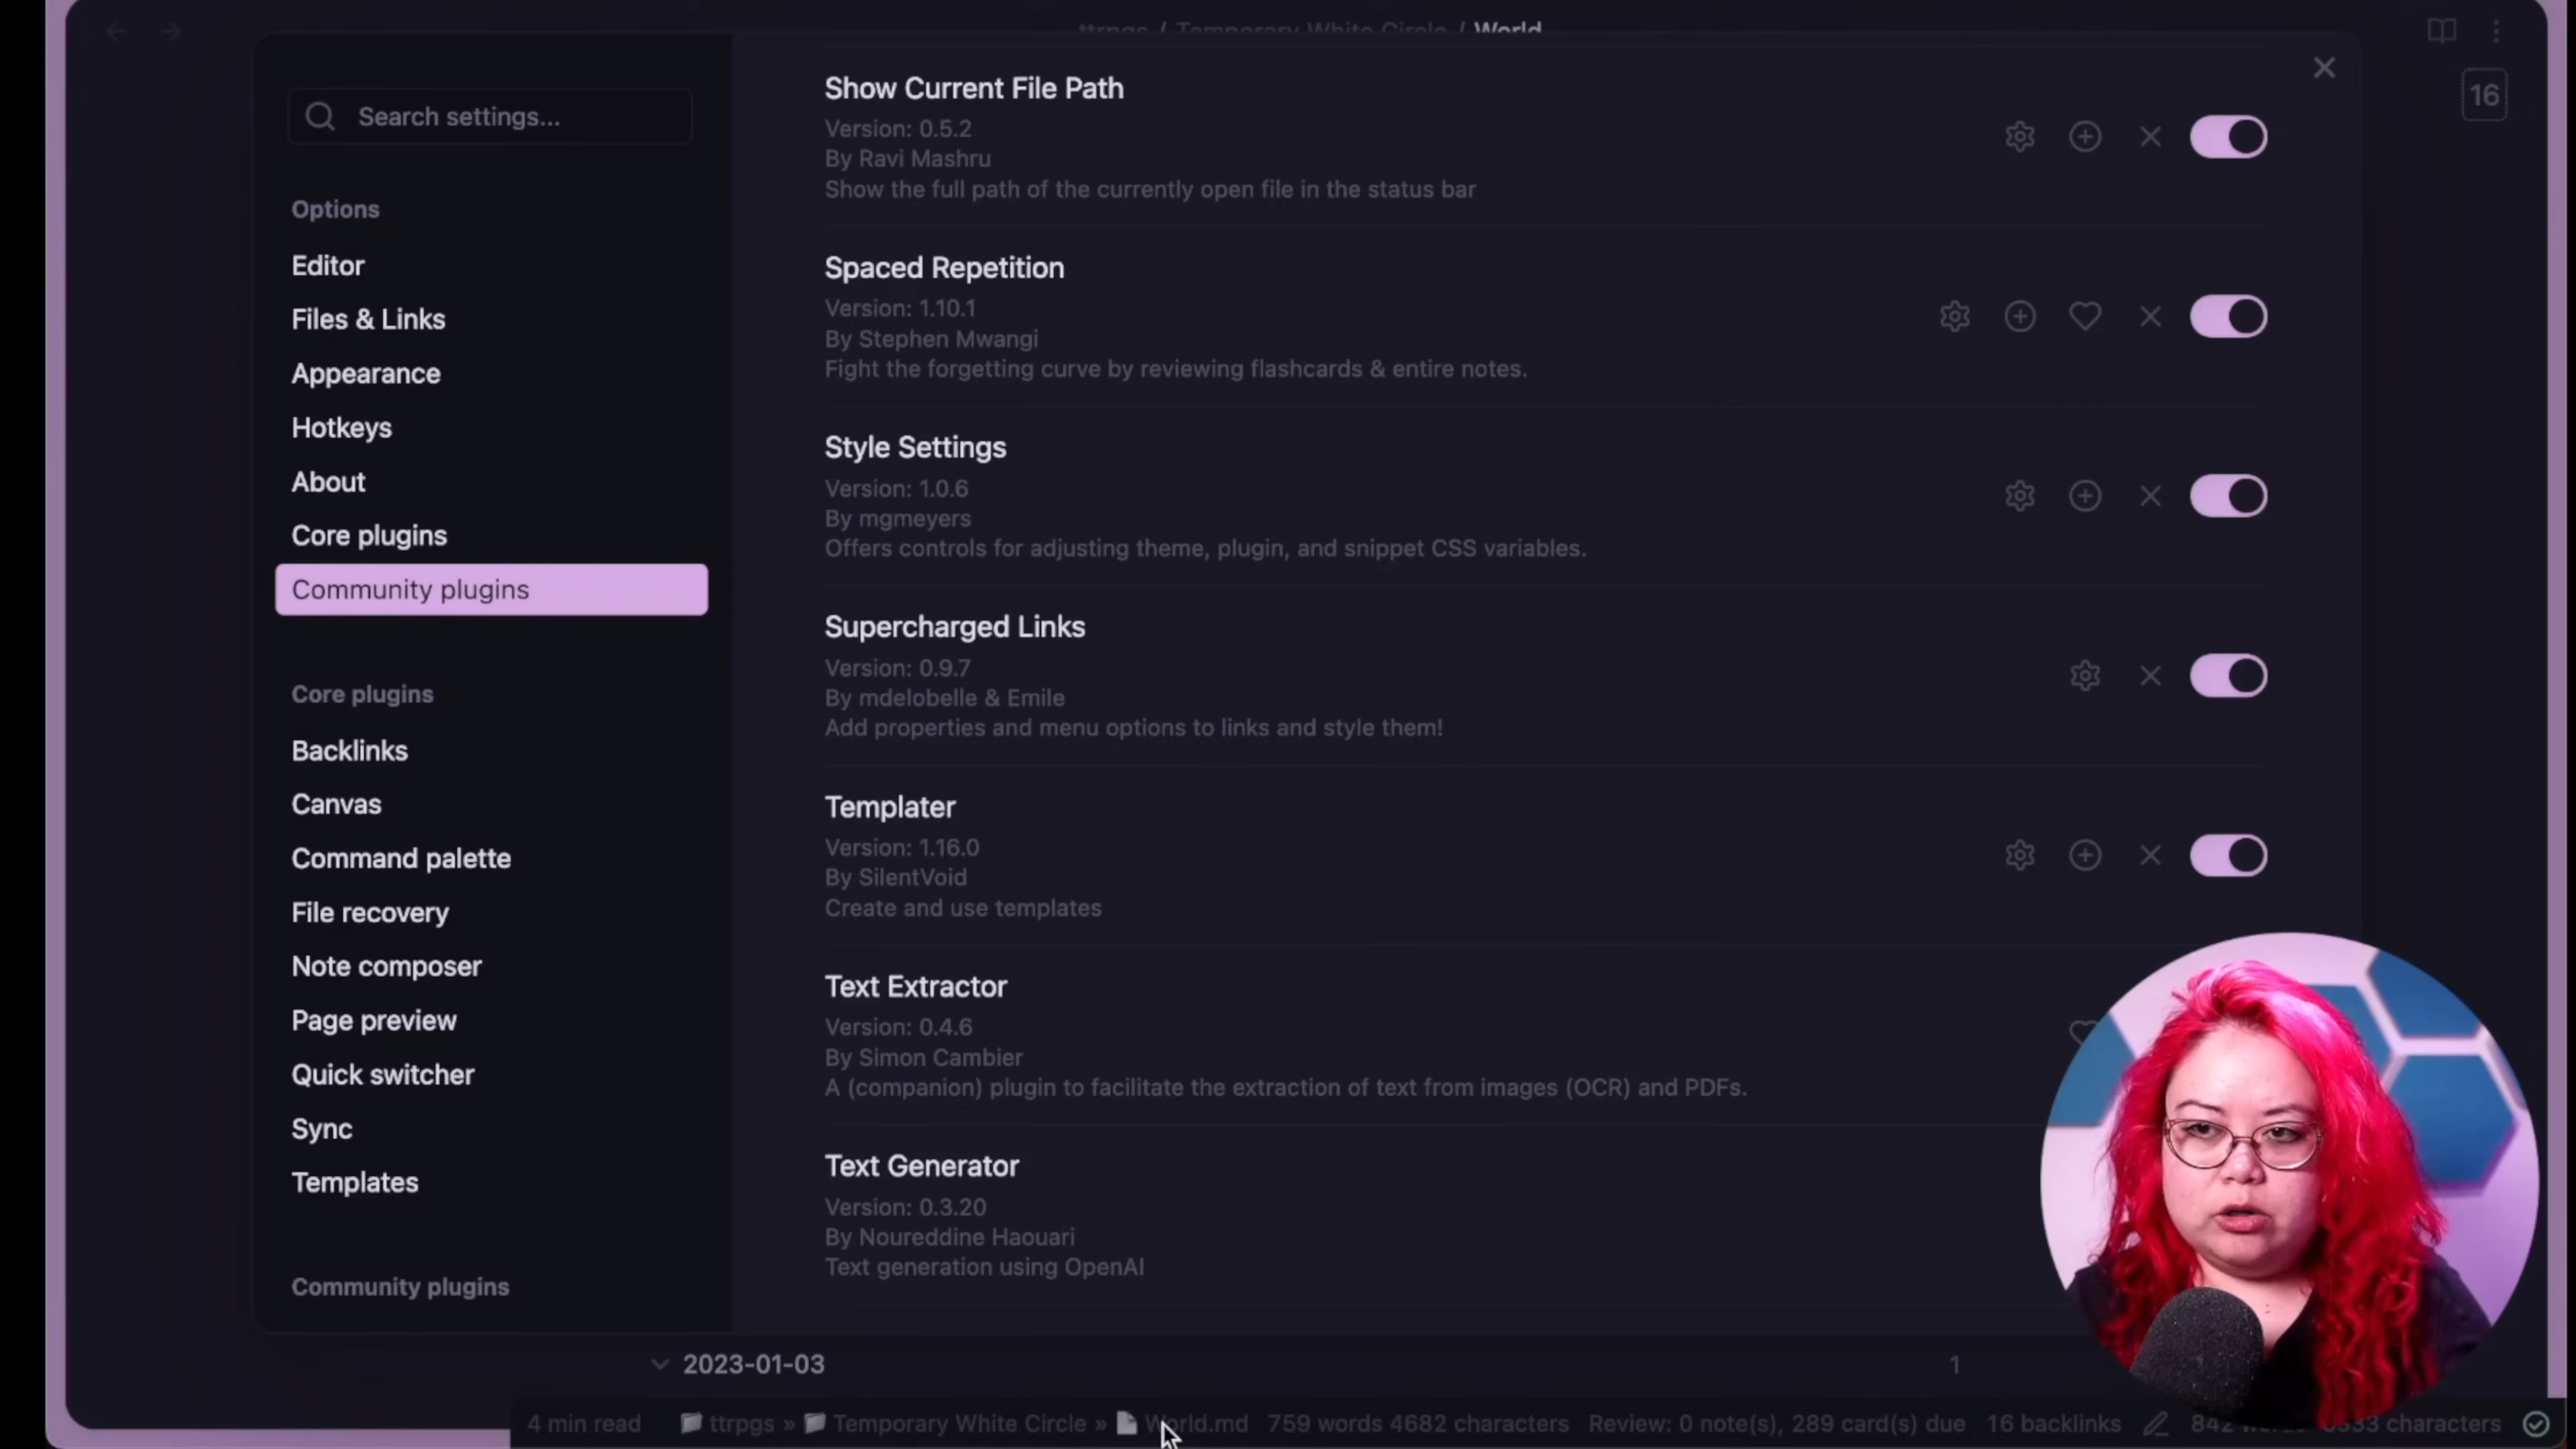 ttrpgs / Temporary White Circle / World
16
Search settings...
Options
Editor
Files & Links
Appearance
Hotkeys
About
Core plugins
Community plugins
Core plugins
Backlinks
Canvas
Command palette
File recovery
Note composer
Page preview
Quick switcher
Sync
Templates
Community plugins
Show Current File Path
Version: 0.5.2
By Ravi Mashru
Show the full path of the currently open file in the status bar
Spaced Repetition
Version: 1.10.1
By Stephen Mwangi
Fight the forgetting curve by reviewing flashcards & entire notes.
Style Settings
Version: 1.0.6
By mgmeyers
Offers controls for adjusting theme, plugin, and snippet CSS variables.
Supercharged Links
Version: 0.9.7
By mdelobelle & Emile
Add properties and menu options to links and style them!
Templater
Version: 1.16.0
By SilentVoid
Create and use templates
Text Extractor
Version: 0.4.6
By Simon Cambier
A (companion) plugin to facilitate the extraction of text from images (OCR) and PDFs.
Text Generator
Version: 0.3.20
By Noureddine Haouari
Text generation using OpenAI
2023-01-03 1
4 min read ttrpgs » Temporary White Circle » World.md 759 words 4682 characters Review: 0 note(s), 289 card(s) due 16 backlinks characters